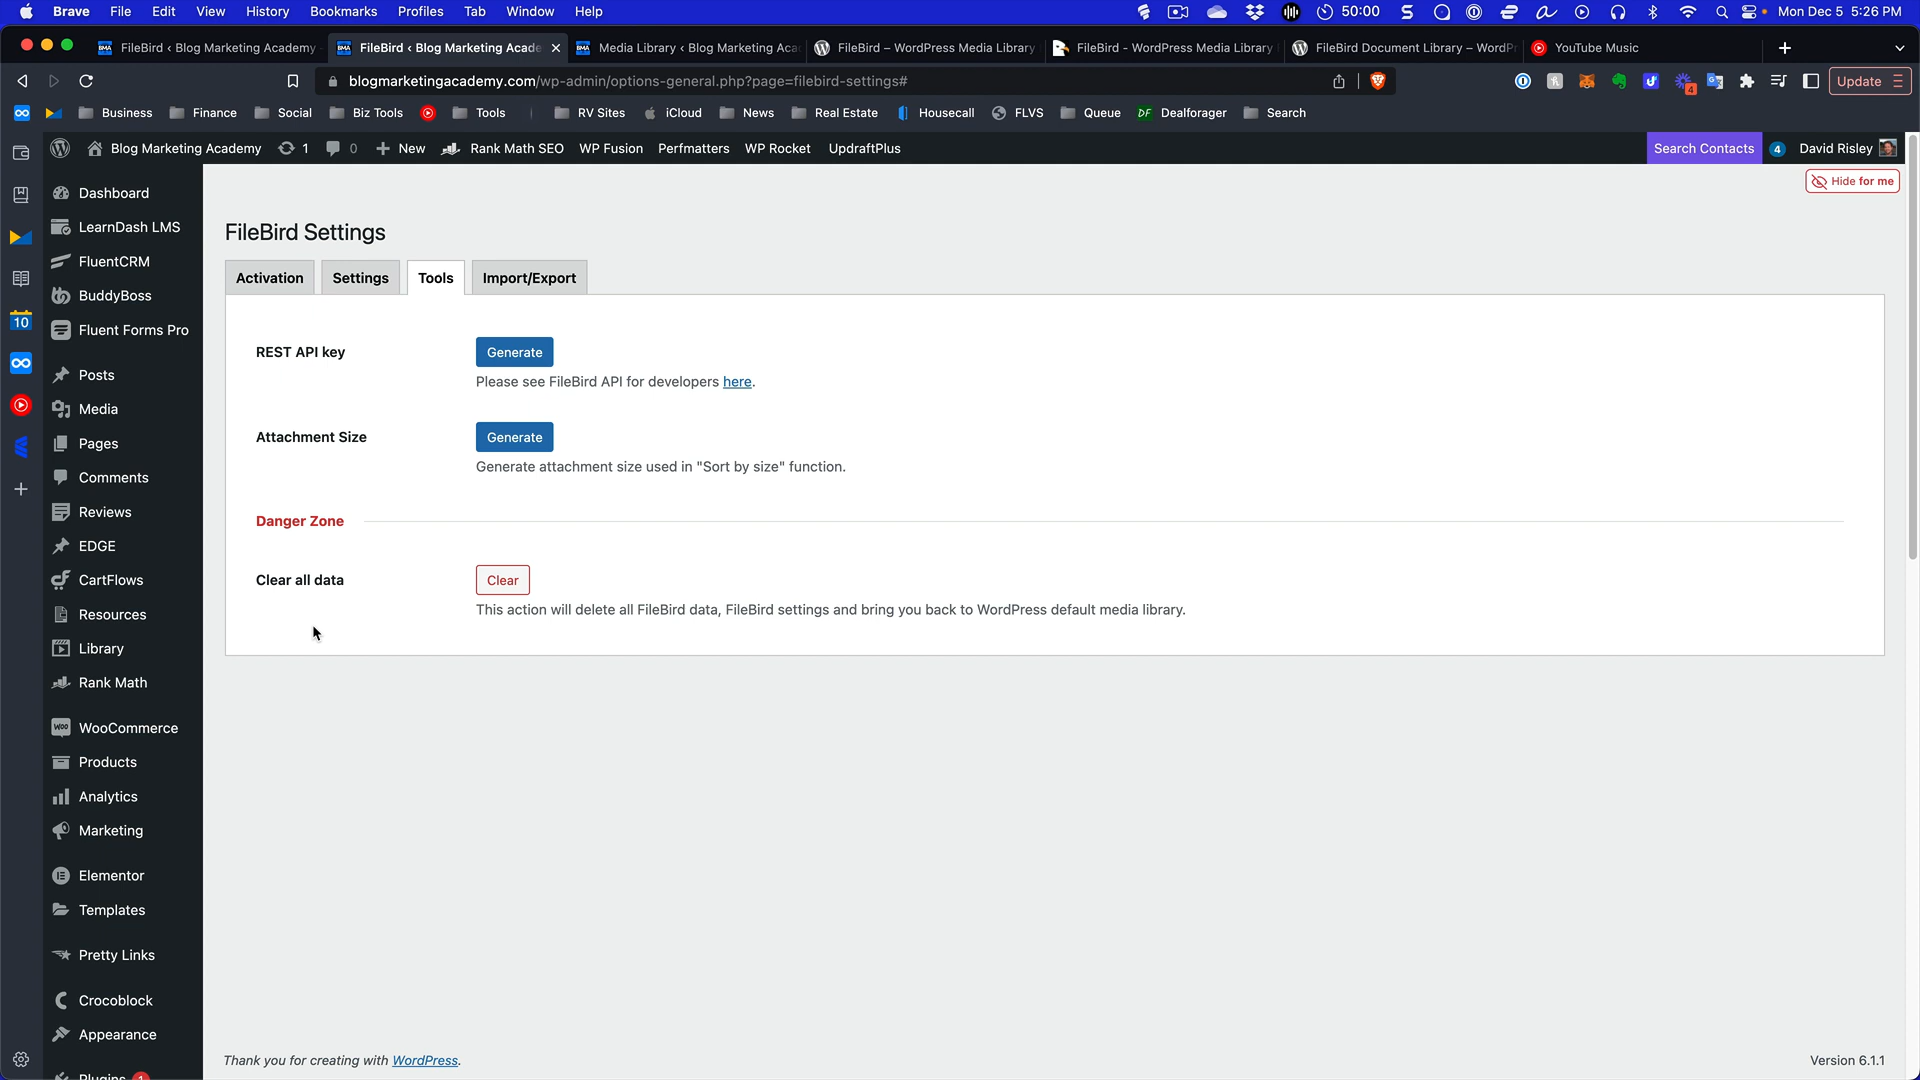 Brave File Edit View History Bookmarks Profiles Tab Window Help 50:00 Mon Dec 5 5:26 PM
FileBird ‹ Blog Marketing Academy
FileBird ‹ Blog Marketing Acade
Media Library ‹ Blog Marketing Aca
FileBird – WordPress Media Library
FileBird - WordPress Media Library
FileBird Document Library – WordPr
YouTube Music
blogmarketingacademy.com/wp-admin/options-general.php?page=filebird-settings#
4
Update
Business Finance Social Biz Tools Tools RV Sites iCloud News Real Estate Housecall FLVS Queue DF Dealforager Search
Blog Marketing Academy 1 0 New Rank Math SEO WP Fusion Perfmatters WP Rocket UpdraftPlus Search Contacts 4 David Risley
Hide for me
10
Dashboard
LearnDash LMS
FluentCRM
BuddyBoss
Fluent Forms Pro
Posts
Media
Pages
Comments
Reviews
EDGE
CartFlows
Resources
Library
Rank Math
WooCommerce
Products
Analytics
Marketing
Elementor
Templates
Pretty Links
Crocoblock
Appearance
Plugins 1
FileBird Settings
Activation Settings Tools Import/Export
REST API key Generate
Please see FileBird API for developers here.
Attachment Size Generate
Generate attachment size used in "Sort by size" function.
Danger Zone
Clear all data Clear
This action will delete all FileBird data, FileBird settings and bring you back to WordPress default media library.
Thank you for creating with WordPress.
Version 6.1.1